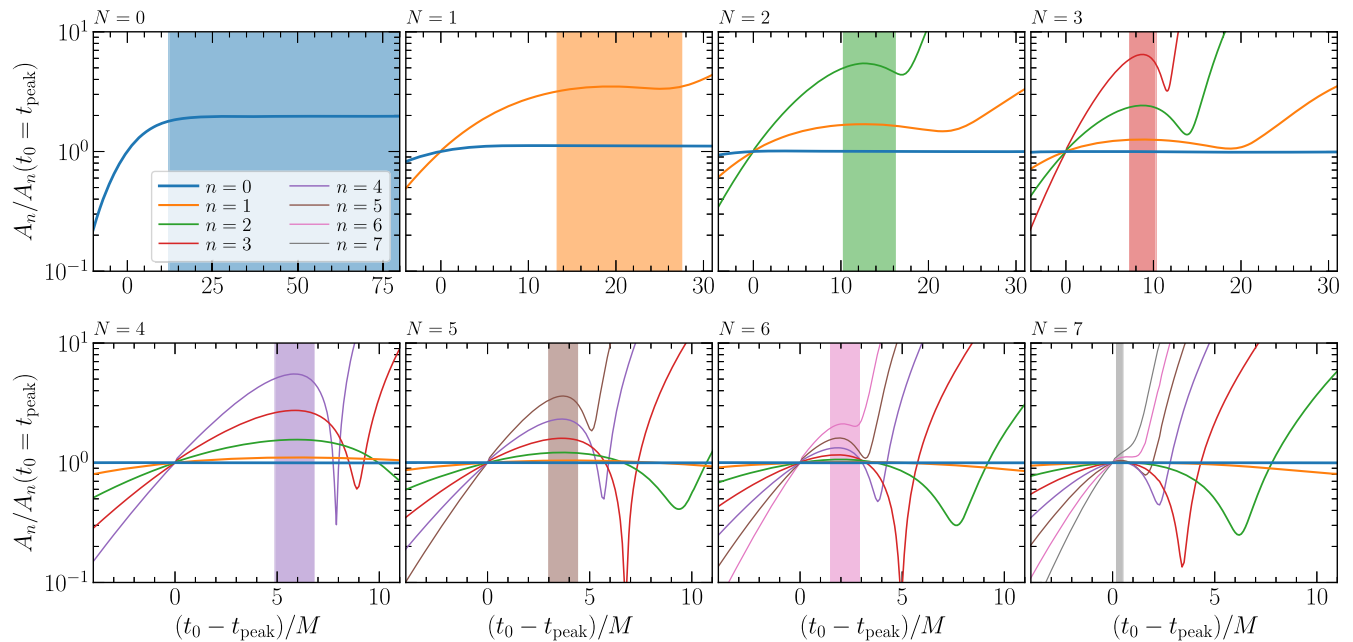 N = 0
N = 1
N = 2
N = 3
A_n/A_n(t_0 = t_peak)
10^1
10^0
10^−1
n = 0
n = 1
n = 2
n = 3
n = 4
n = 5
n = 6
n = 7
0 25 50 75
0 10 20 30
0 10 20 30
0 10 20 30
N = 4
N = 5
N = 6
N = 7
A_n/A_n(t_0 = t_peak)
10^1
10^0
10^−1
0 5 10
0 5 10
0 5 10
0 5 10
(t_0 − t_peak)/M
(t_0 − t_peak)/M
(t_0 − t_peak)/M
(t_0 − t_peak)/M